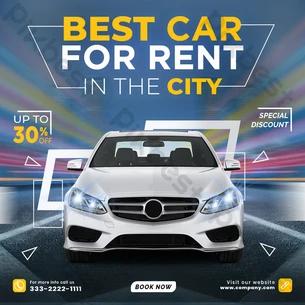 BEST CAR
FOR RENT
IN THE CITY
UP TO
30% OFF
SPECIAL
DISCOUNT
For more info call us
333-2222-1111
BOOK NOW
Visit our website
www.company.com